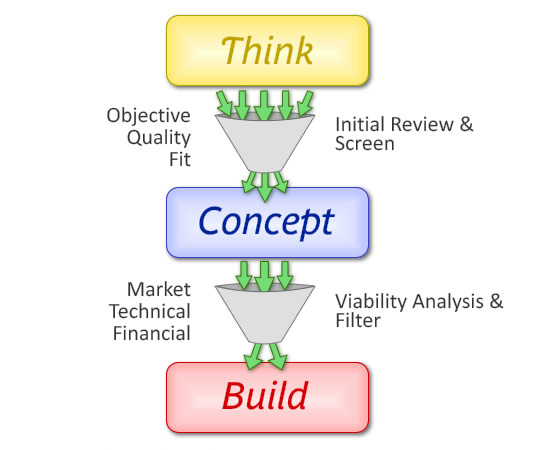 Think
Objective
Quality
Fit
Initial Review &
Screen
Concept
Market
Technical
Financial
Viability Analysis &
Filter
Build